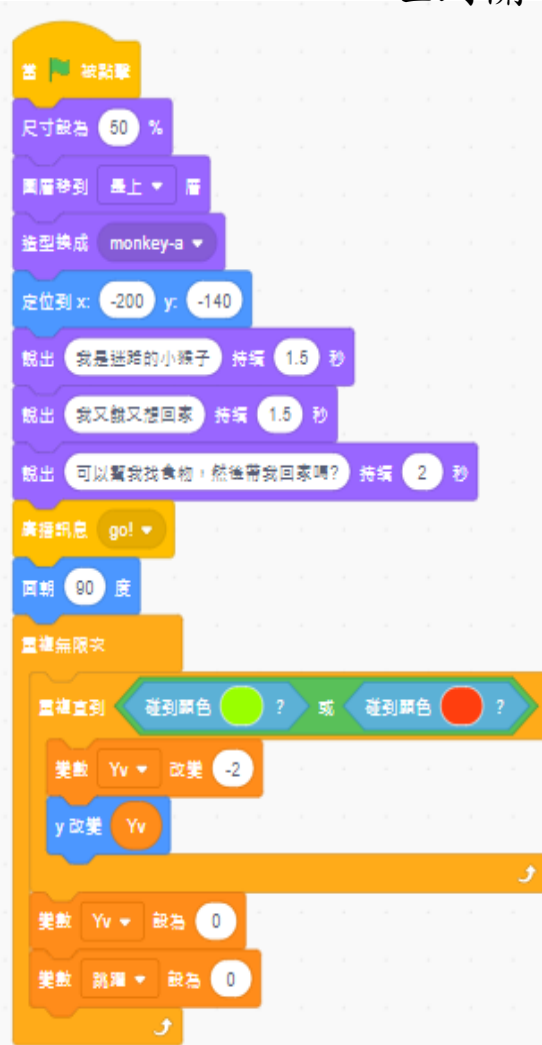 當 被點擊
尺寸設為 50 %
圖層移到 最上 層
造型換成 monkey-a
定位到 x: -200 y: -140
說出 我是迷路的小猴子 持續 1.5 秒
說出 我又餓又想回家 持續 1.5 秒
說出 可以幫我找食物，然後帶我回家嗎? 持續 2 秒
廣播訊息 go!
面朝 90 度
重複無限次
重複直到 碰到顏色 ? 或 碰到顏色 ?
變數 Yv 改變 -2
y 改變 Yv
變數 Yv 設為 0
變數 跳躍 設為 0